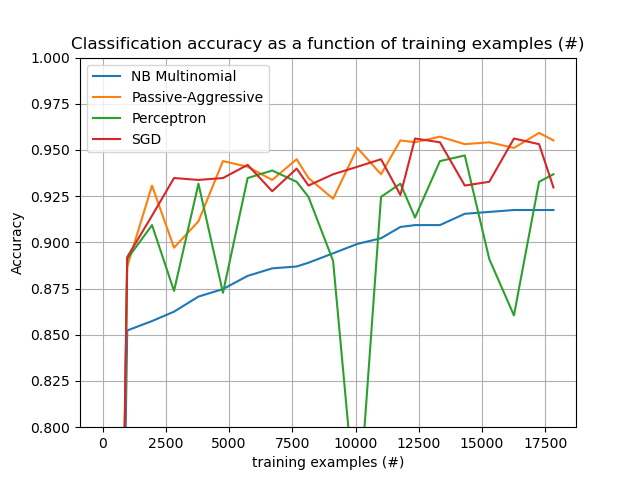 Classification accuracy as a function of training examples (#)
1.000
0.975
0.950
0.925
0.900
0.875
0.850
0.825
0.800
Accuracy
NB Multinomial
Passive-Aggressive
Perceptron
SGD
0 2500 5000 7500 10000 12500 15000 17500
training examples (#)